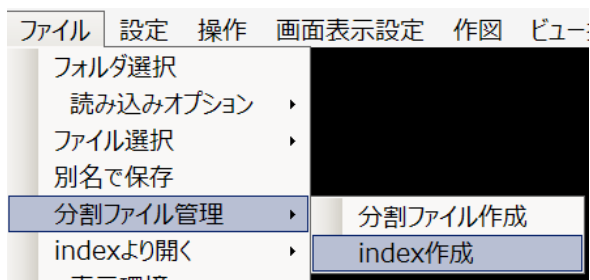 ファイル 設定 操作 画面表示設定 作図 ビュー
フォルダ選択
読み込みオプション
ファイル選択
別名で保存
分割ファイル管理 分割ファイル作成
indexより開く index作成